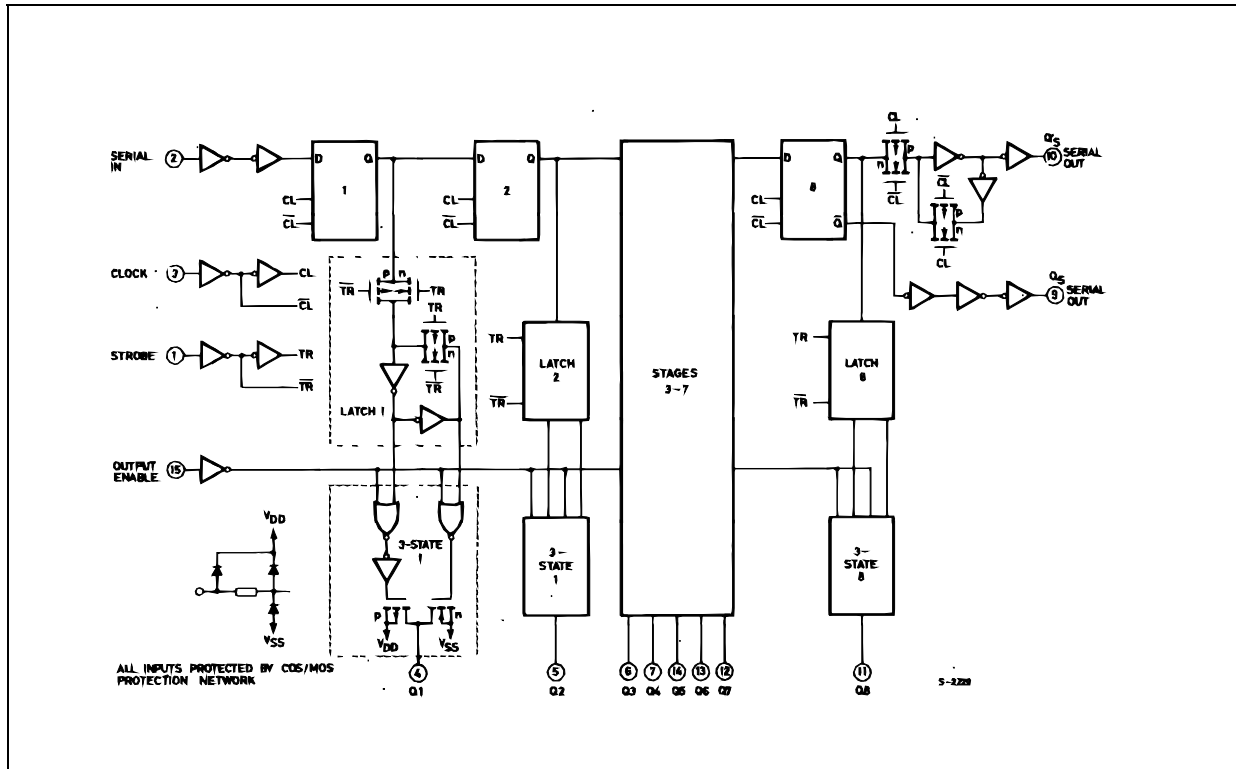 SERIAL IN
2
D Q
1
CL
CL
D Q
2
CL
CL
D Q
8
Q
CL
CL
CL
n p
CL
CL
p
n
CL
Q'S
10 SERIAL OUT
QS
9 SERIAL OUT
CLOCK
3
CL
CL
STROBE
1
TR
TR
p n
TR
TR
TR
p
n
TR
LATCH 1
TR
TR
LATCH 2
STAGES 3-7
TR
TR
LATCH 8
OUTPUT ENABLE
15
3-STATE 1
p
n
VDD
VSS
3-STATE 1
3-STATE 8
VDD
VSS
ALL INPUTS PROTECTED BY COS/MOS
PROTECTION NETWORK
4
Q1
5
Q2
6
Q3
7
Q4
14
Q5
13
Q6
12
Q7
11
Q8
S-2229